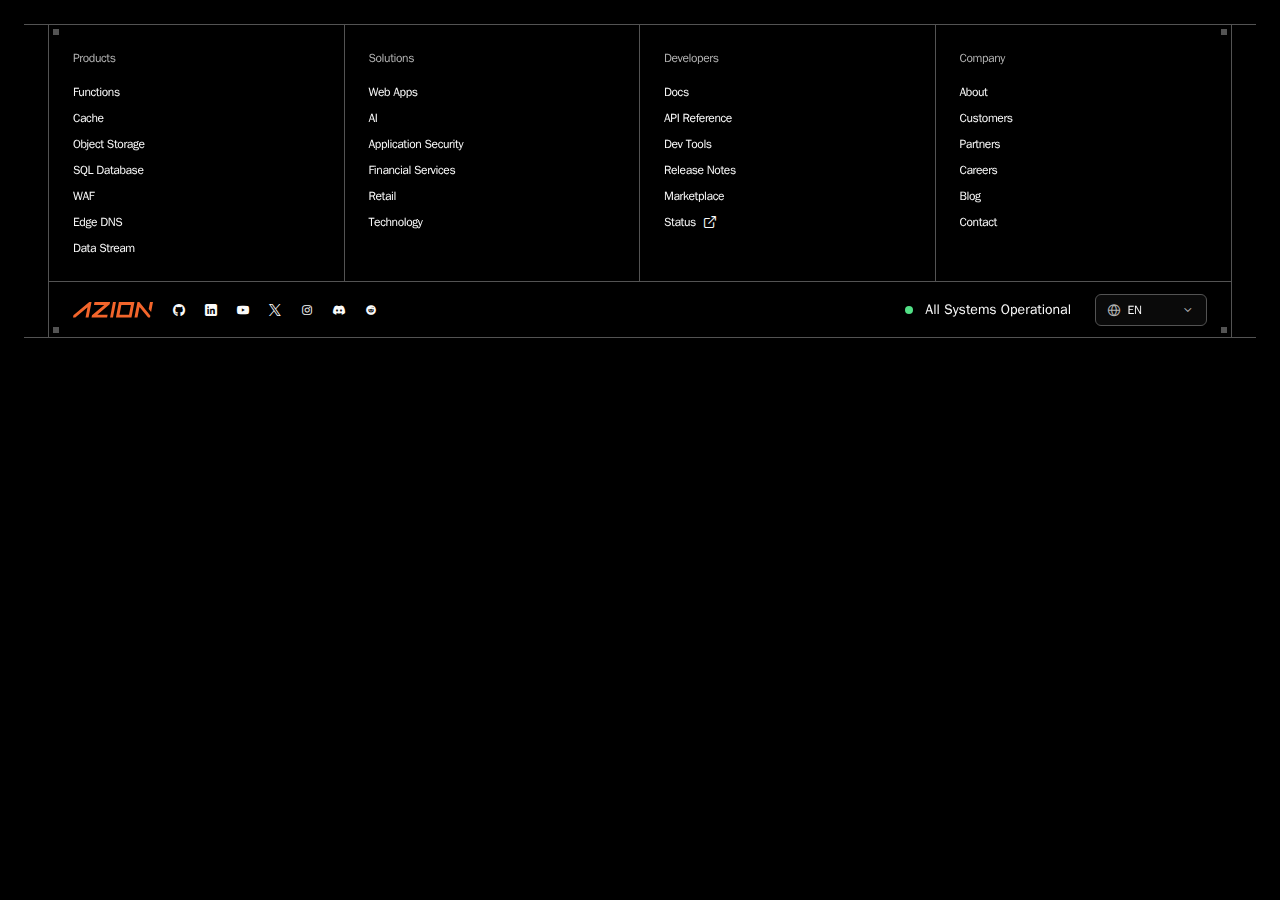 Products
Functions
Cache
Object Storage
SQL Database
WAF
Edge DNS
Data Stream
Solutions
Web Apps
AI
Application Security
Financial Services
Retail
Technology
Developers
Docs
API Reference
Dev Tools
Release Notes
Marketplace
Status
Company
About
Customers
Partners
Careers
Blog
Contact
AZION
All Systems Operational
EN